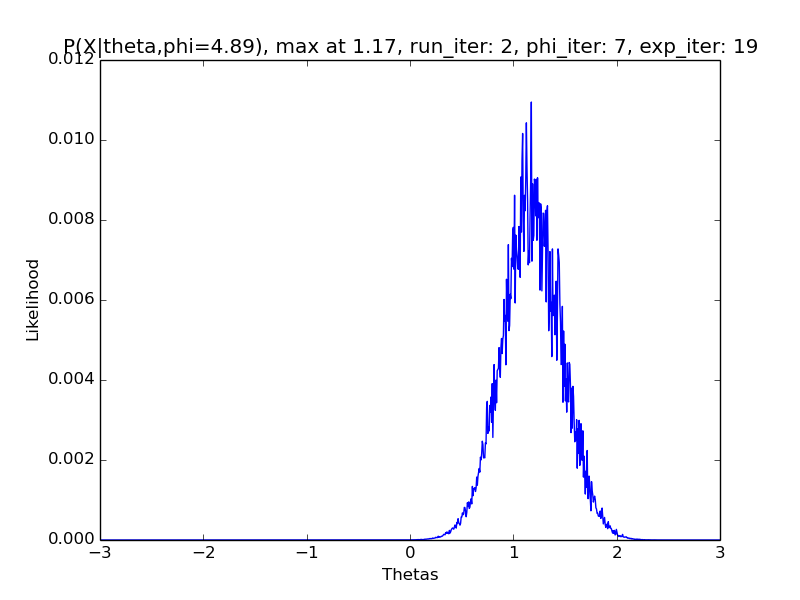 P(X|theta,phi=4.89), max at 1.17, run_iter: 2, phi_iter: 7, exp_iter: 19
0.012
0.010
0.008
0.006
0.004
0.002
0.000
Likelihood
−3 −2 −1 0 1 2 3
Thetas